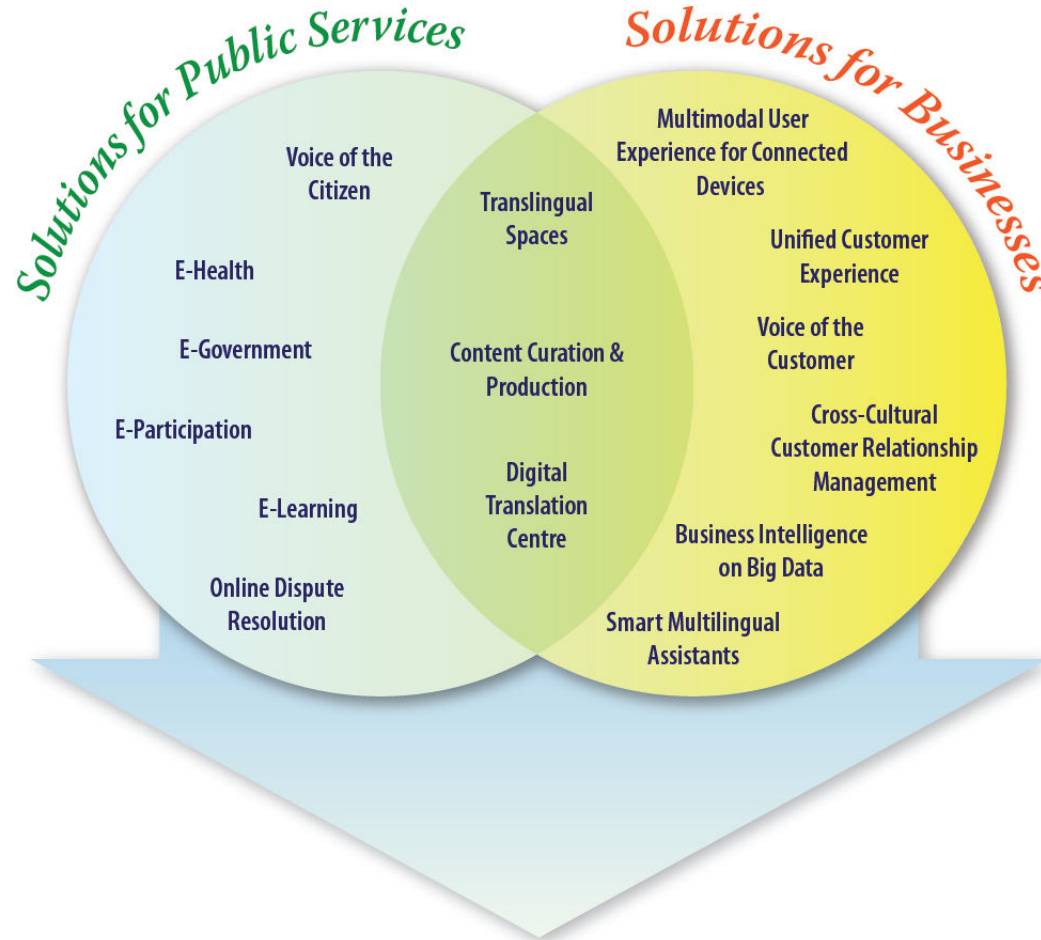 Solutions for Public Services
Solutions for Businesses
Voice of the
Citizen
E-Health
E-Government
E-Participation
E-Learning
Online Dispute
Resolution
Translingual
Spaces
Content Curation &
Production
Digital
Translation
Centre
Multimodal User
Experience for Connected
Devices
Unified Customer
Experience
Voice of the
Customer
Cross-Cultural
Customer Relationship
Management
Business Intelligence
on Big Data
Smart Multilingual
Assistants